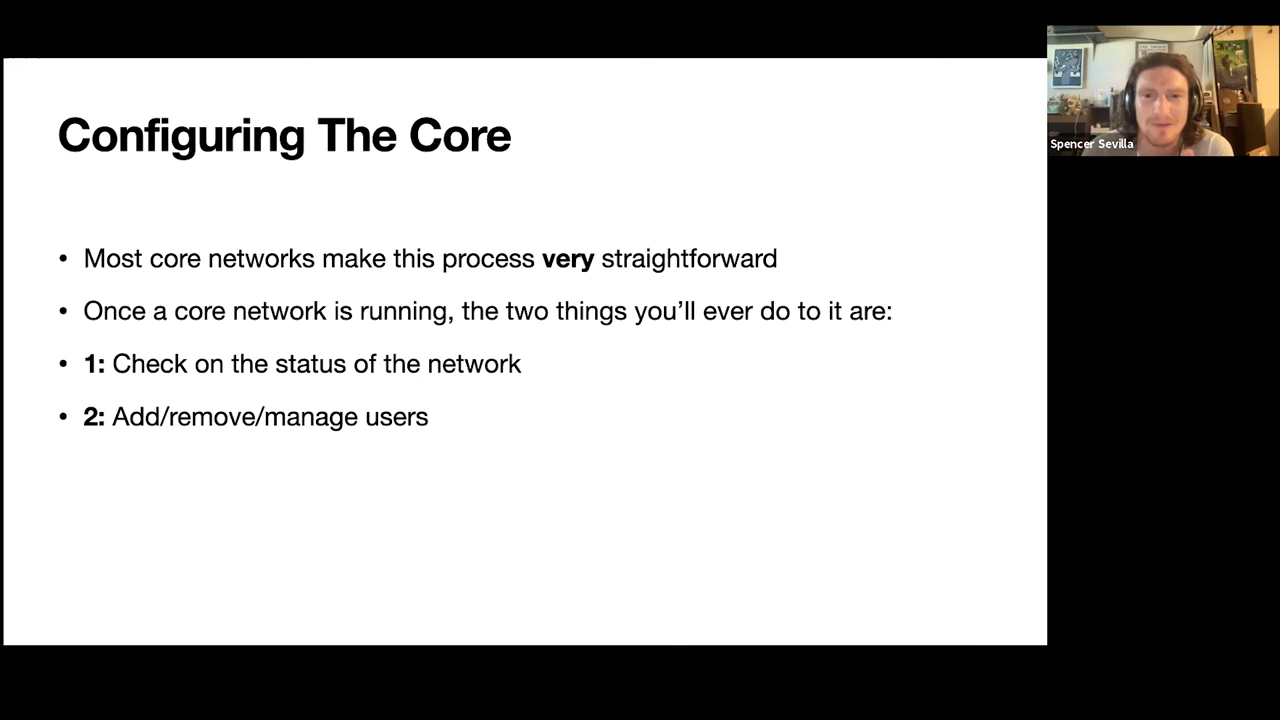 Configuring The Core
• Most core networks make this process very straightforward
• Once a core network is running, the two things you’ll ever do to it are:
• 1: Check on the status of the network
• 2: Add/remove/manage users
Spencer Sevilla